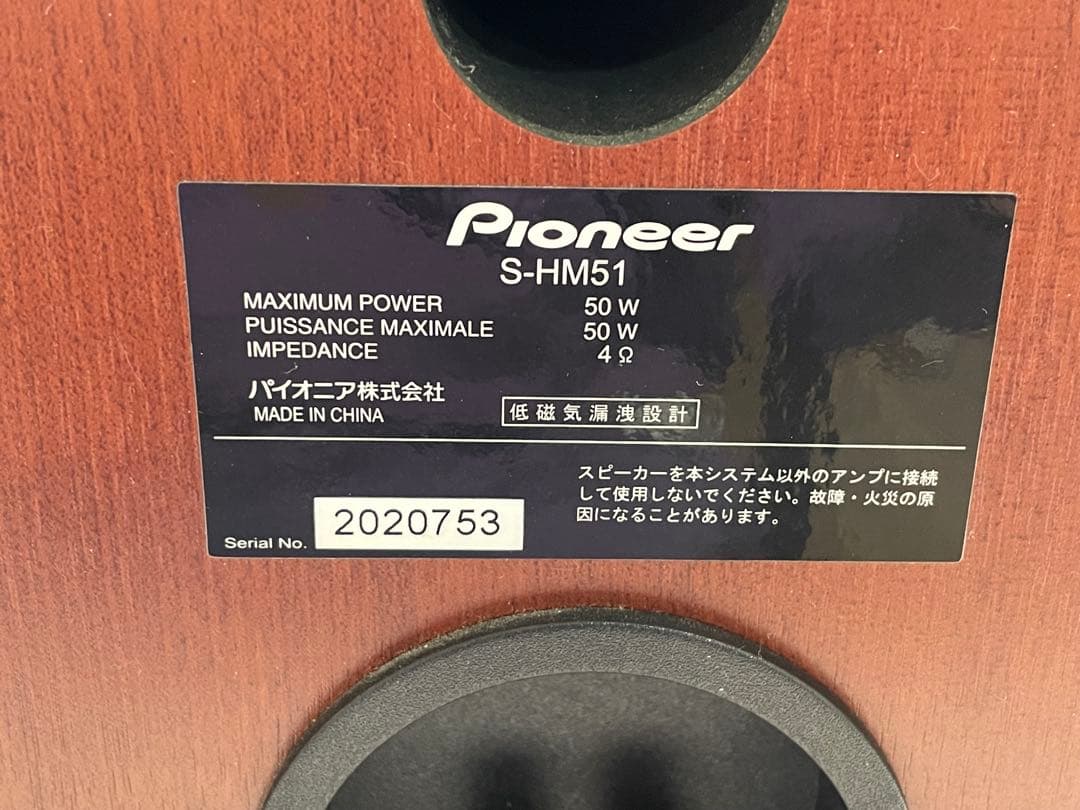 Pioneer
S-HM51
MAXIMUM POWER 50 W
PUISSANCE MAXIMALE 50 W
IMPEDANCE 4 Ω
パイオニア株式会社
MADE IN CHINA
低磁気漏洩設計
スピーカーを本システム以外のアンプに接続
して使用しないでください。故障・火災の原
因になることがあります。
Serial No. 2020753